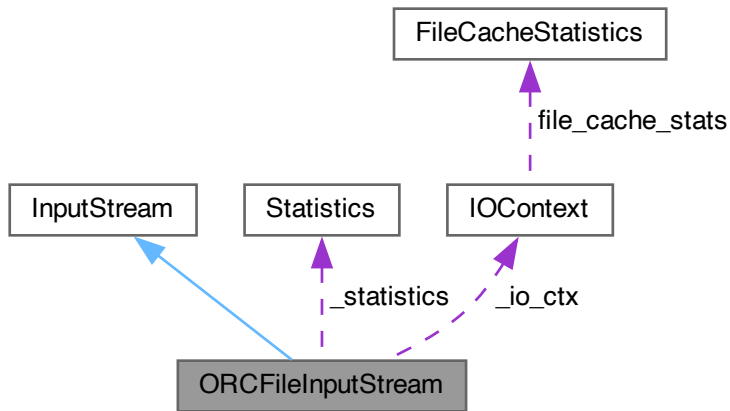 FileCacheStatistics
file_cache_stats
InputStream
Statistics
IOContext
_statistics
_io_ctx
ORCFileInputStream